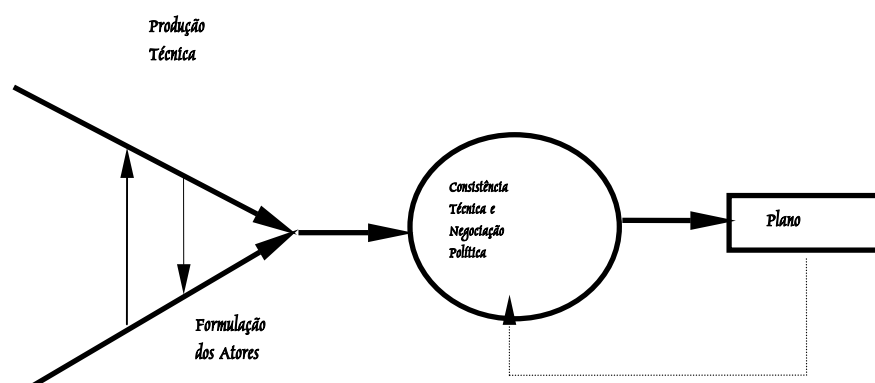 Produção
Técnica
Consistência
Técnica e
Negociação
Política
Plano
Formulação
dos Atores